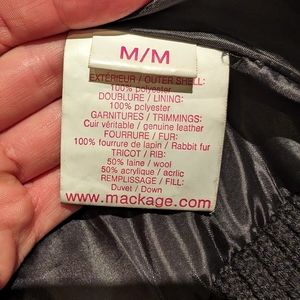 M/M
EXTÉRIEUR / OUTER SHELL:
100% polyester
DOUBLURE / LINING:
100% polyester
GARNITURES / TRIMMINGS:
Cuir véritable / genuine leather
FOURRURE / FUR:
100% fourrure de lapin / Rabbit fur
TRICOT / RIB:
50% laine / wool
50% acrylique / acrlic
REMPLISSAGE / FILL:
Duvet / Down
www.mackage.com